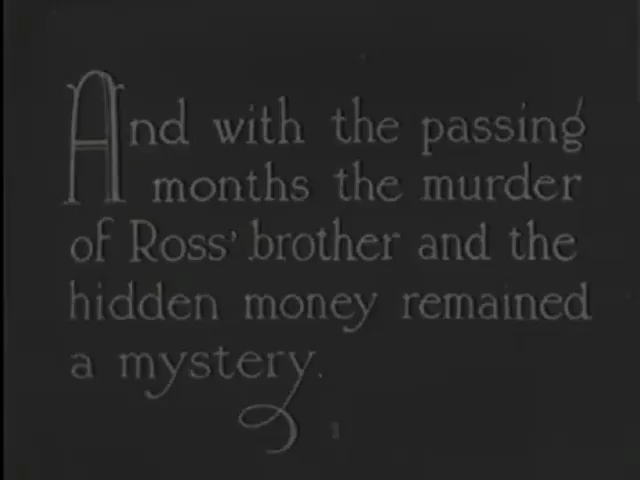 And with the passing
months the murder
of Ross' brother and the
hidden money remained
a mystery.